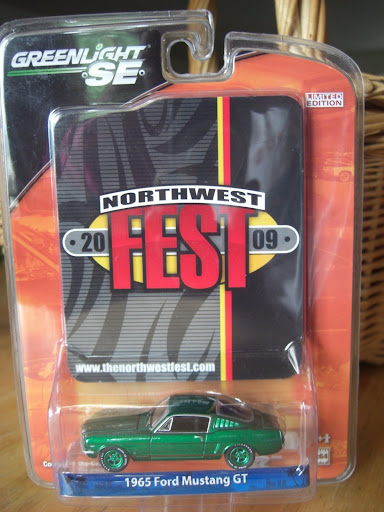 GREENLIGHT
SE
LIMITED
EDITION
NORTHWEST
20 FEST 09
www.thenorthwestfest.com
1965 Ford Mustang GT